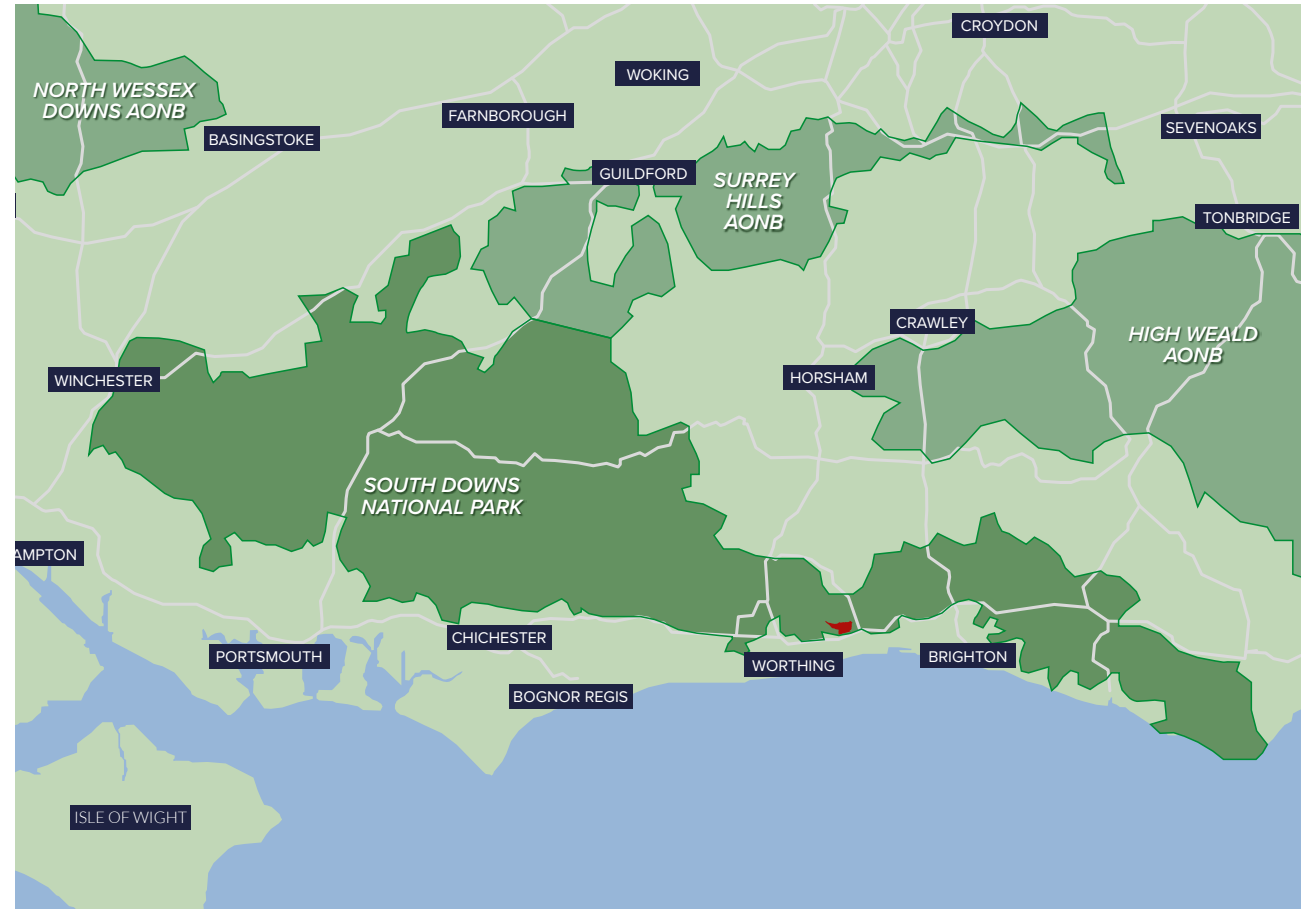 CROYDON
WOKING
NORTH WESSEX
DOWNS AONB
FARNBOROUGH
SEVENOAKS
BASINGSTOKE
GUILDFORD
SURREY
HILLS
AONB
TONBRIDGE
CRAWLEY
HIGH WEALD
AONB
WINCHESTER
HORSHAM
SOUTH DOWNS
NATIONAL PARK
AMPTON
CHICHESTER
PORTSMOUTH
WORTHING
BRIGHTON
BOGNOR REGIS
ISLE OF WIGHT